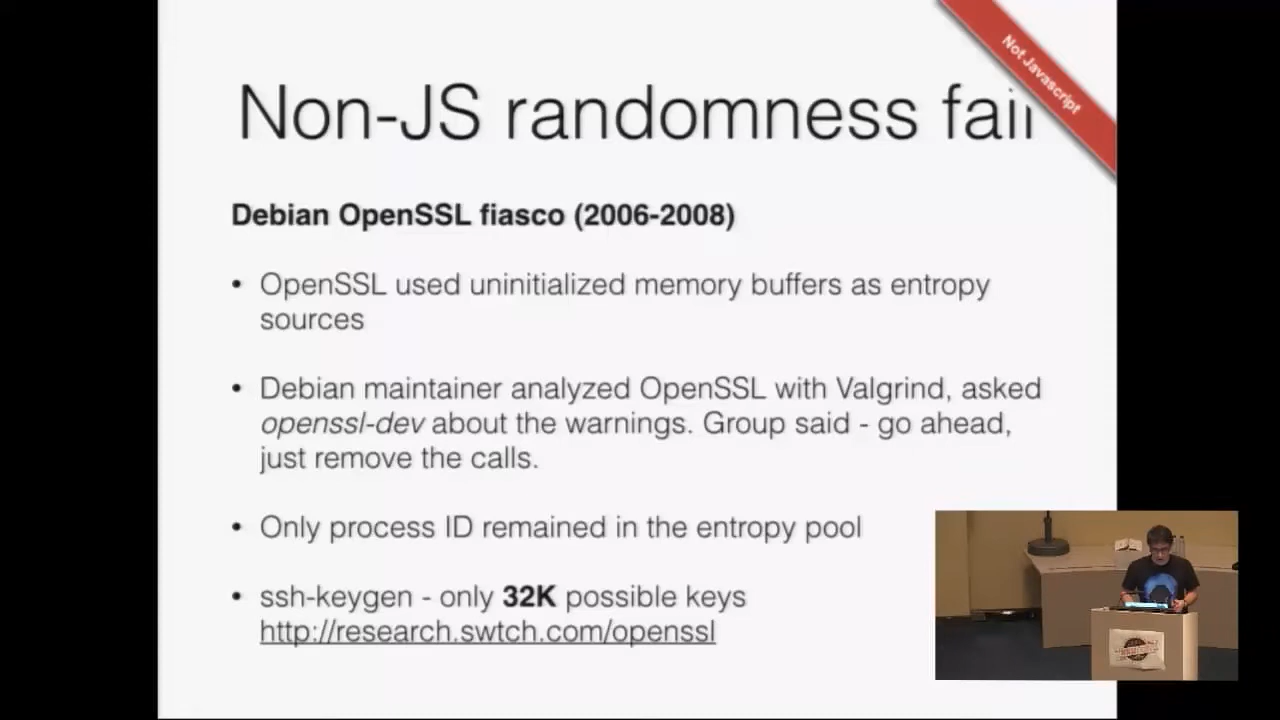 Not Javascript
Non-JS randomness fail
Debian OpenSSL fiasco (2006-2008)
• OpenSSL used uninitialized memory buffers as entropy
sources
• Debian maintainer analyzed OpenSSL with Valgrind, asked
openssl-dev about the warnings. Group said - go ahead,
just remove the calls.
• Only process ID remained in the entropy pool
• ssh-keygen - only 32K possible keys
http://research.swtch.com/openssl